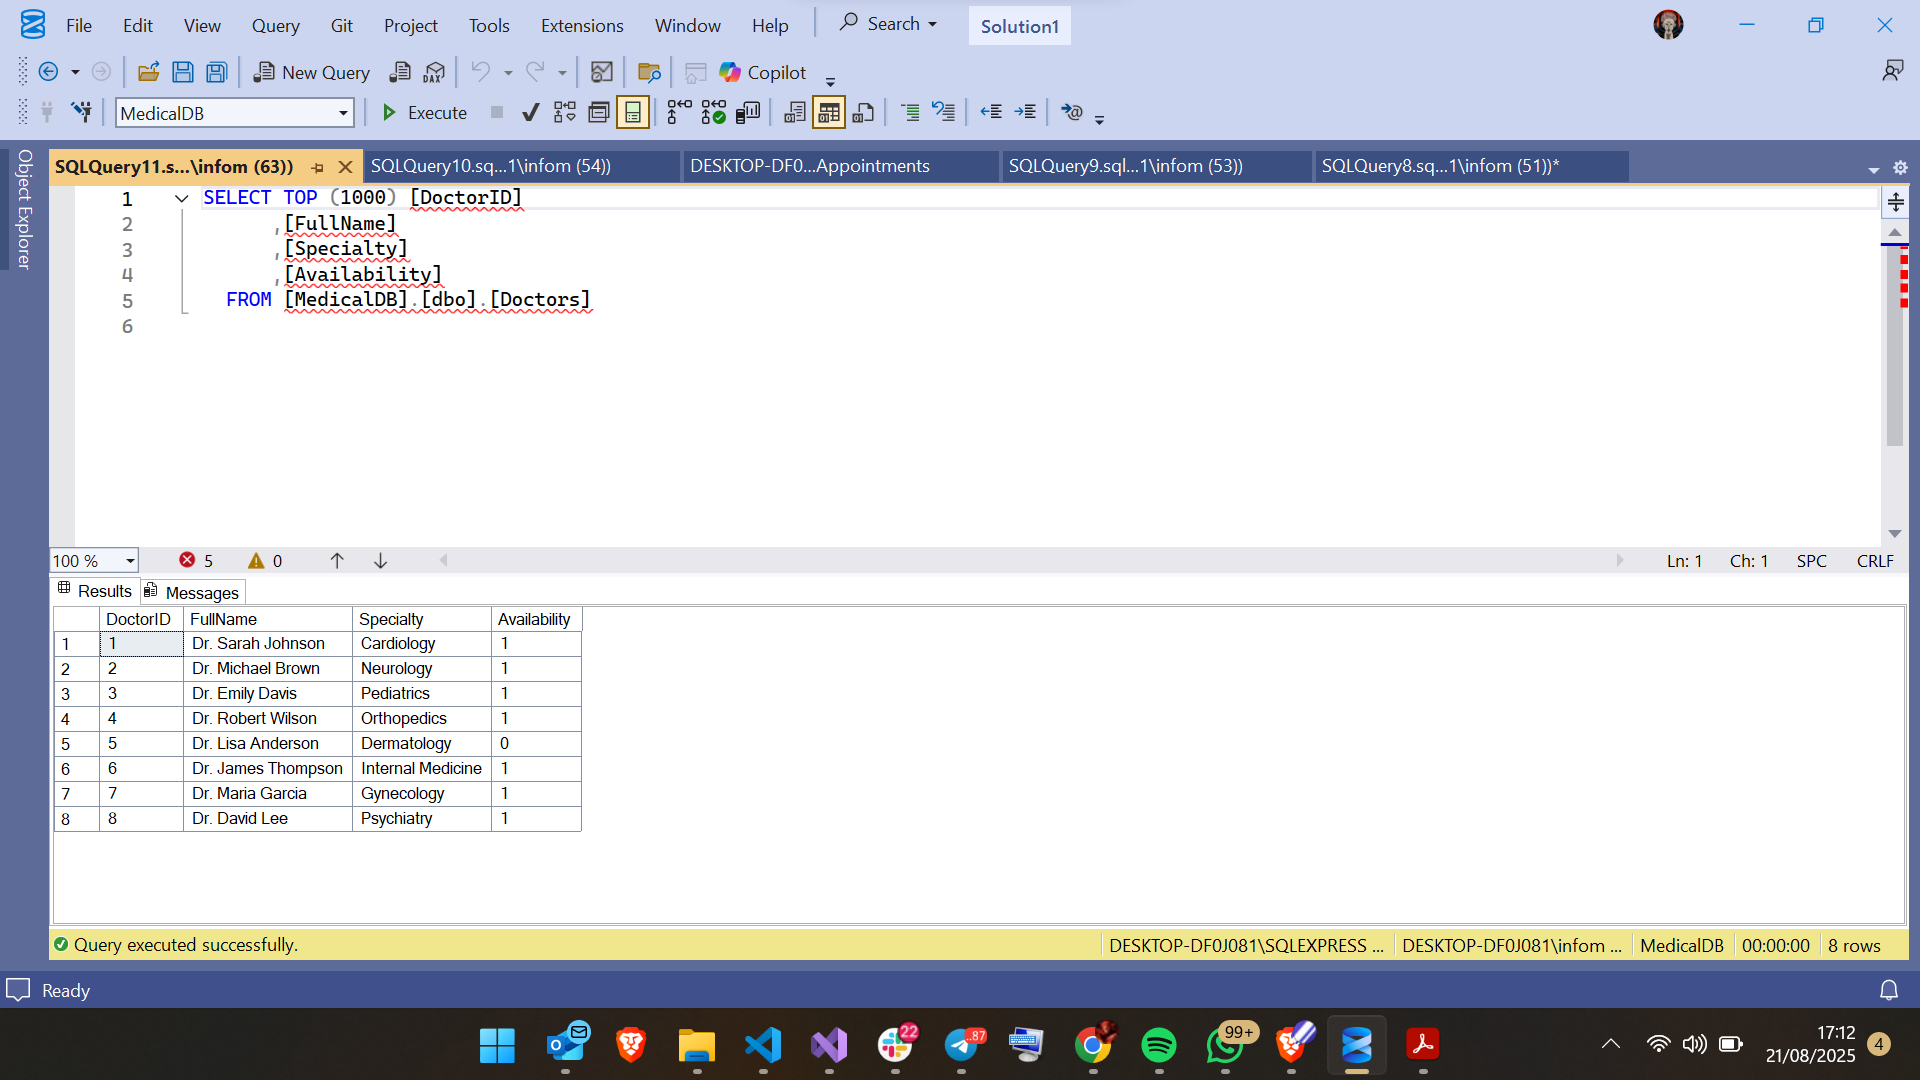 File Edit View Query Git Project Tools Extensions Window Help Search Solution1
New Query DAX Copilot
MedicalDB Execute
Object Explorer
SQLQuery11.s...\infom (63)) SQLQuery10.sq...1\infom (54)) DESKTOP-DF0...Appointments SQLQuery9.sql...1\infom (53)) SQLQuery8.sq...1\infom (51))*
1 SELECT TOP (1000) [DoctorID]
2 ,[FullName]
3 ,[Specialty]
4 ,[Availability]
5 FROM [MedicalDB].[dbo].[Doctors]
6
100 % 5 0 Ln: 1 Ch: 1 SPC CRLF
Results Messages
DoctorID FullName Specialty Availability
1 1 Dr. Sarah Johnson Cardiology 1
2 2 Dr. Michael Brown Neurology 1
3 3 Dr. Emily Davis Pediatrics 1
4 4 Dr. Robert Wilson Orthopedics 1
5 5 Dr. Lisa Anderson Dermatology 0
6 6 Dr. James Thompson Internal Medicine 1
7 7 Dr. Maria Garcia Gynecology 1
8 8 Dr. David Lee Psychiatry 1
Query executed successfully. DESKTOP-DF0J081\SQLEXPRESS ... DESKTOP-DF0J081\infom ... MedicalDB 00:00:00 8 rows
Ready
22 ..87 99+ 17:12
21/08/2025 4